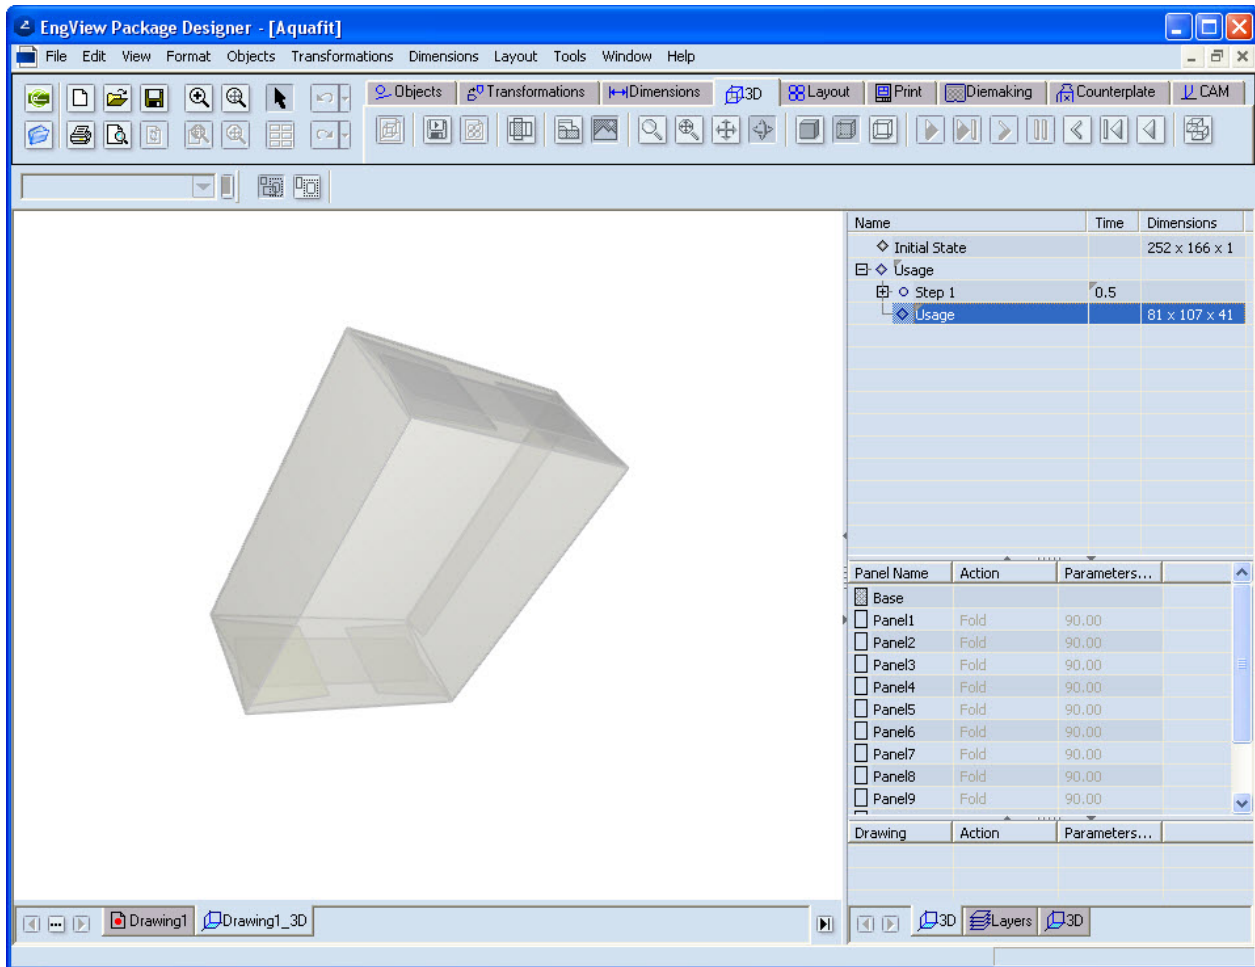 EngView Package Designer - [Aquafit]
File Edit View Format Objects Transformations Dimensions Layout Tools Window Help
Objects Transformations Dimensions 3D Layout Print Diemaking Counterplate CAM
Name Time Dimensions
Initial State 252 x 166 x 1
Usage
Step 1 0.5
Usage 81 x 107 x 41
Panel Name Action Parameters...
Base
Panel1 Fold 90.00
Panel2 Fold 90.00
Panel3 Fold 90.00
Panel4 Fold 90.00
Panel5 Fold 90.00
Panel6 Fold 90.00
Panel7 Fold 90.00
Panel8 Fold 90.00
Panel9 Fold 90.00
Drawing Action Parameters...
Drawing1 Drawing1_3D 3D Layers 3D